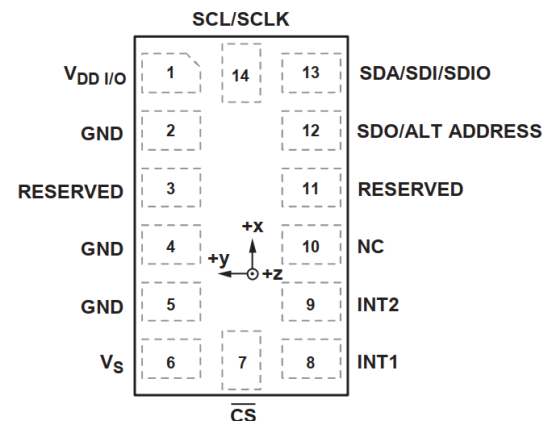 SCL/SCLK
VDD I/O 1 14 13 SDA/SDI/SDIO
GND 2 12 SDO/ALT ADDRESS
RESERVED 3 11 RESERVED
+x
GND 4 10 NC
+y +z
GND 5 9 INT2
VS 6 7 8 INT1
CS